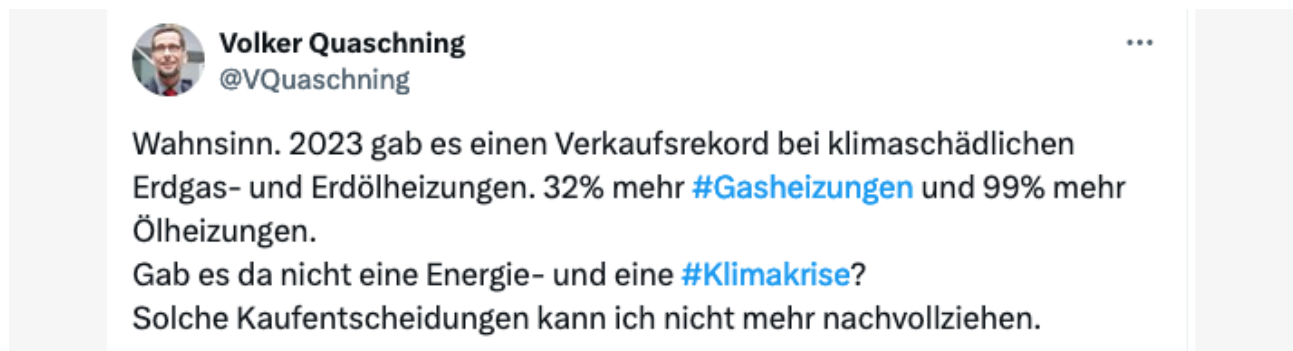 Volker Quaschning
@VQuaschning
Wahnsinn. 2023 gab es einen Verkaufsrekord bei klimaschädlichen
Erdgas- und Erdölheizungen. 32% mehr #Gasheizungen und 99% mehr
Ölheizungen.
Gab es da nicht eine Energie- und eine #Klimakrise?
Solche Kaufentscheidungen kann ich nicht mehr nachvollziehen.